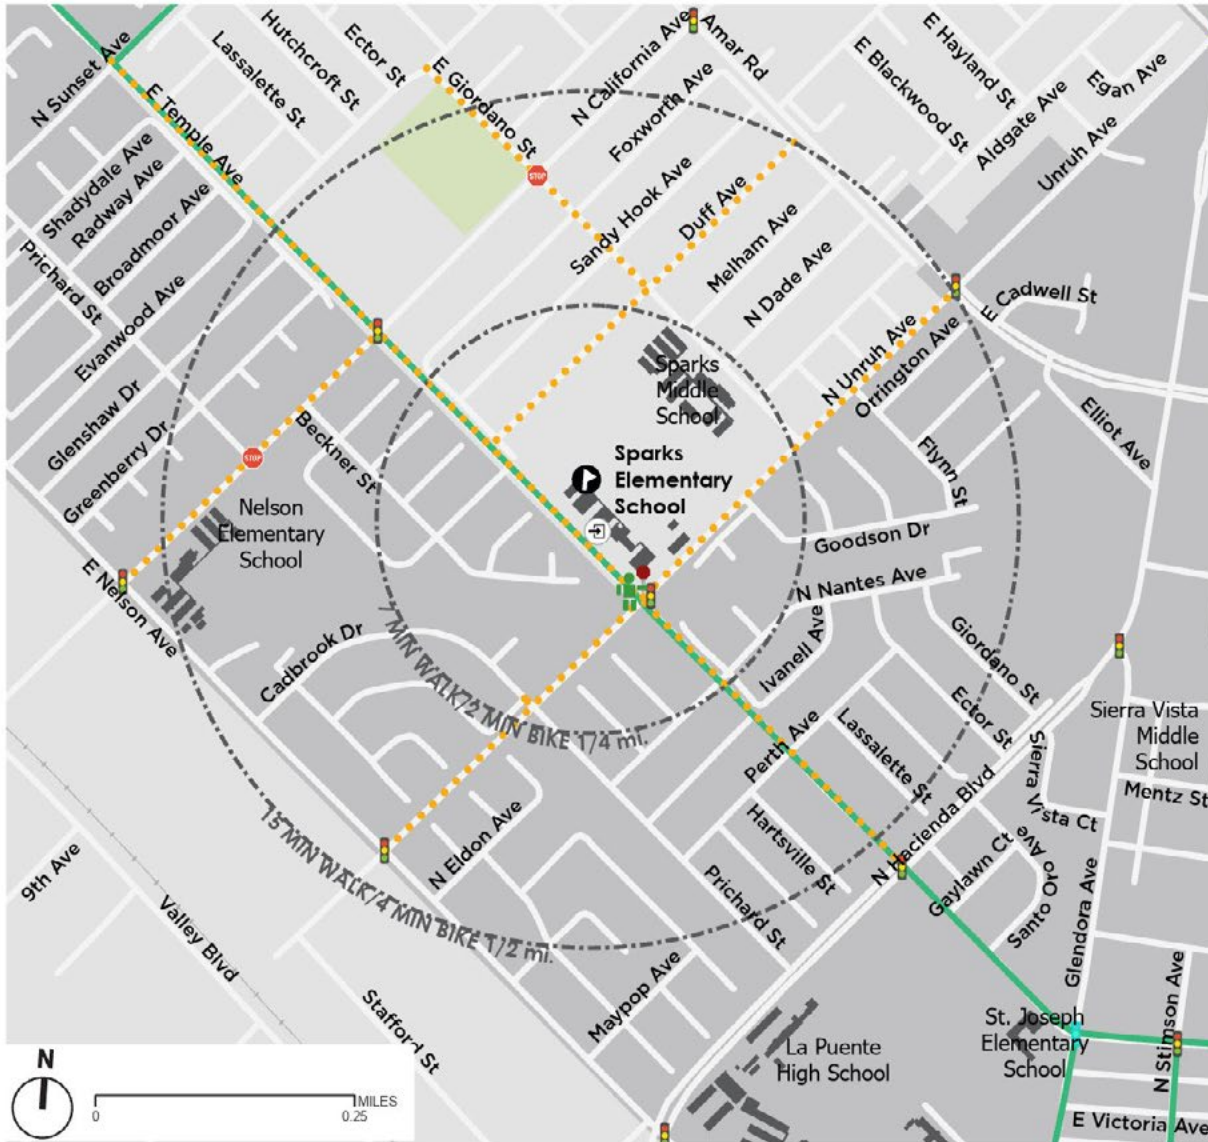 N Sunset Ave
Lassalette St
Hutchcroft St
Ector St
E Giordano St
N California Ave
Amar Rd
E Hayland St
E Blackwood St
Egan Ave
Aldgate Ave
Unruh Ave
E Temple Ave
Foxworth Ave
Sandy Hook Ave
Duff Ave
Melham Ave
N Dade Ave
STOP
Shadydale Ave
Radway Ave
Broadmoor Ave
Prichard St
Evanwood Ave
Glenshaw Dr
Greenberry Dr
Beckner St
STOP
E Cadwell St
N Unruh Ave
Orrington Ave
Elliot Ave
Flynn St
Sparks
Middle
School
Sparks
Elementary
School
Nelson
Elementary
School
Goodson Dr
N Nantes Ave
E Nelson Ave
Cadbrook Dr
Ivanell Ave
Giordano St
Ector St
7 MIN WALK/2 MIN BIKE 1/4 mi.
Perth Ave
Lassalette St
Sierra Vista
Middle
School
Sierra Vista Ct
Mentz St
N Hacienda Blvd
Hartsville St
Gaylawn Ct
Santo Oro Ave
15 MIN WALK/4 MIN BIKE 1/2 mi.
N Eldon Ave
Prichard St
Glendora Ave
9th Ave
Valley Blvd
Stafford St
Maypop Ave
La Puente
High School
St. Joseph
Elementary
School
N Stimson Ave
E Victoria Ave
N
0
0.25
MILES